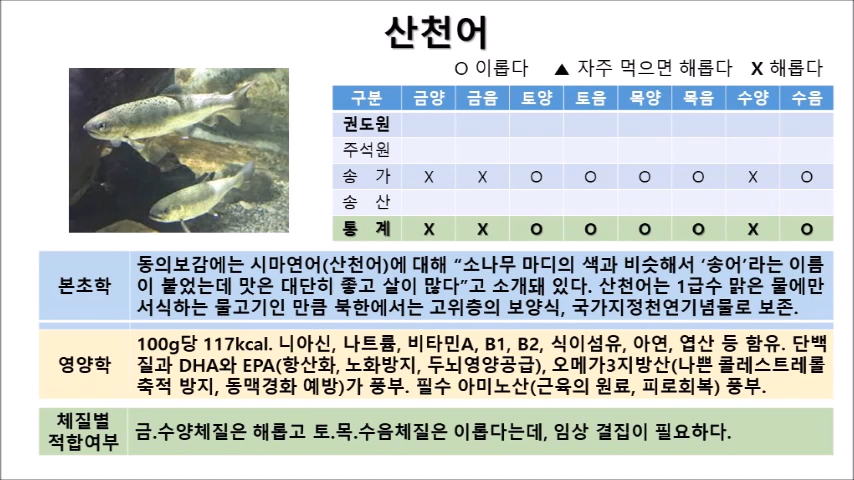 산천어
O 이롭다 ▲ 자주 먹으면 해롭다 X 해롭다
구분 금양 금음 토양 토음 목양 목음 수양 수음
권도원
주석원
송 가 X X O O O O X O
송 산
통 계 X X O O O O X O
본초학
동의보감에는 시마연어(산천어)에 대해 “소나무 마디의 색과 비슷해서 ‘송어’라는 이름
이 붙었는데 맛은 대단히 좋고 살이 많다”고 소개돼 있다. 산천어는 1급수 맑은 물에만
서식하는 물고기인 만큼 북한에서는 고위층의 보양식, 국가지정천연기념물로 보존.
영양학
100g당 117kcal. 니아신, 나트륨, 비타민A, B1, B2, 식이섬유, 아연, 엽산 등 함유. 단백
질과 DHA와 EPA(항산화, 노화방지, 두뇌영양공급), 오메가3지방산(나쁜 콜레스트레롤
축적 방지, 동맥경화 예방)가 풍부. 필수 아미노산(근육의 원료, 피로회복) 풍부.
체질별
적합여부
금.수양체질은 해롭고 토.목.수음체질은 이롭다는데, 임상 결집이 필요하다.